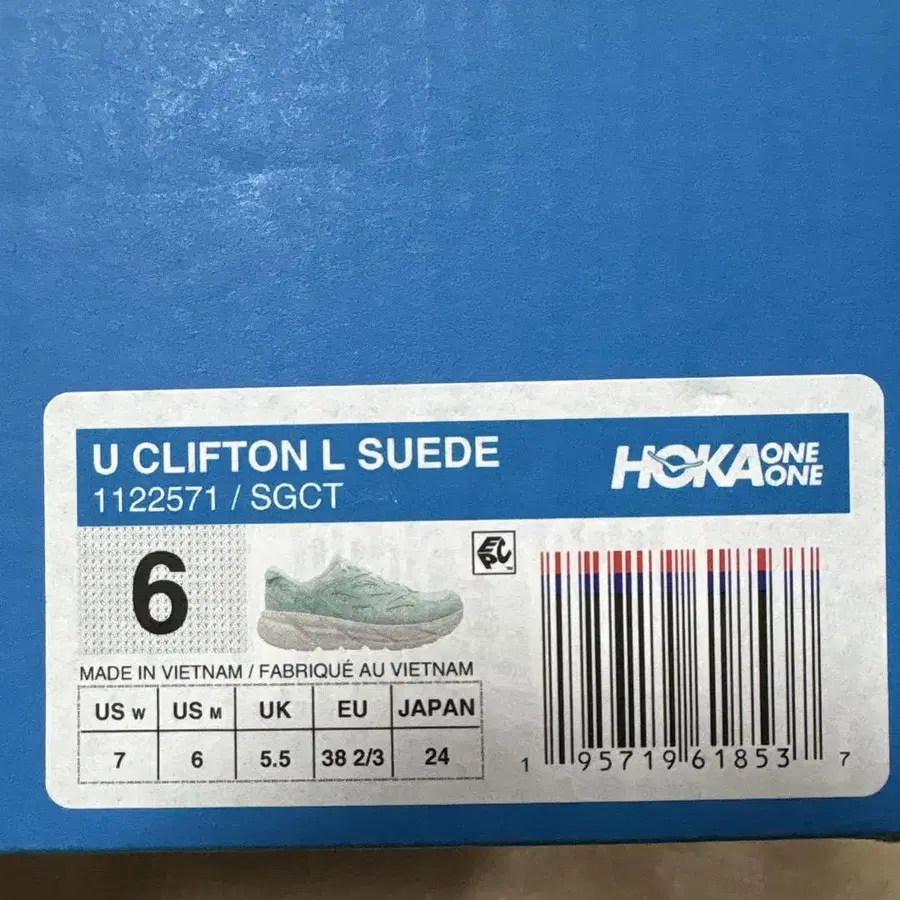 U CLIFTON L SUEDE
1122571 / SGCT
HOKA ONE ONE
6
EPC
MADE IN VIETNAM / FABRIQUÉ AU VIETNAM
US W US M UK EU JAPAN
7 6 5.5 38 2/3 24
1 95719 61853 7